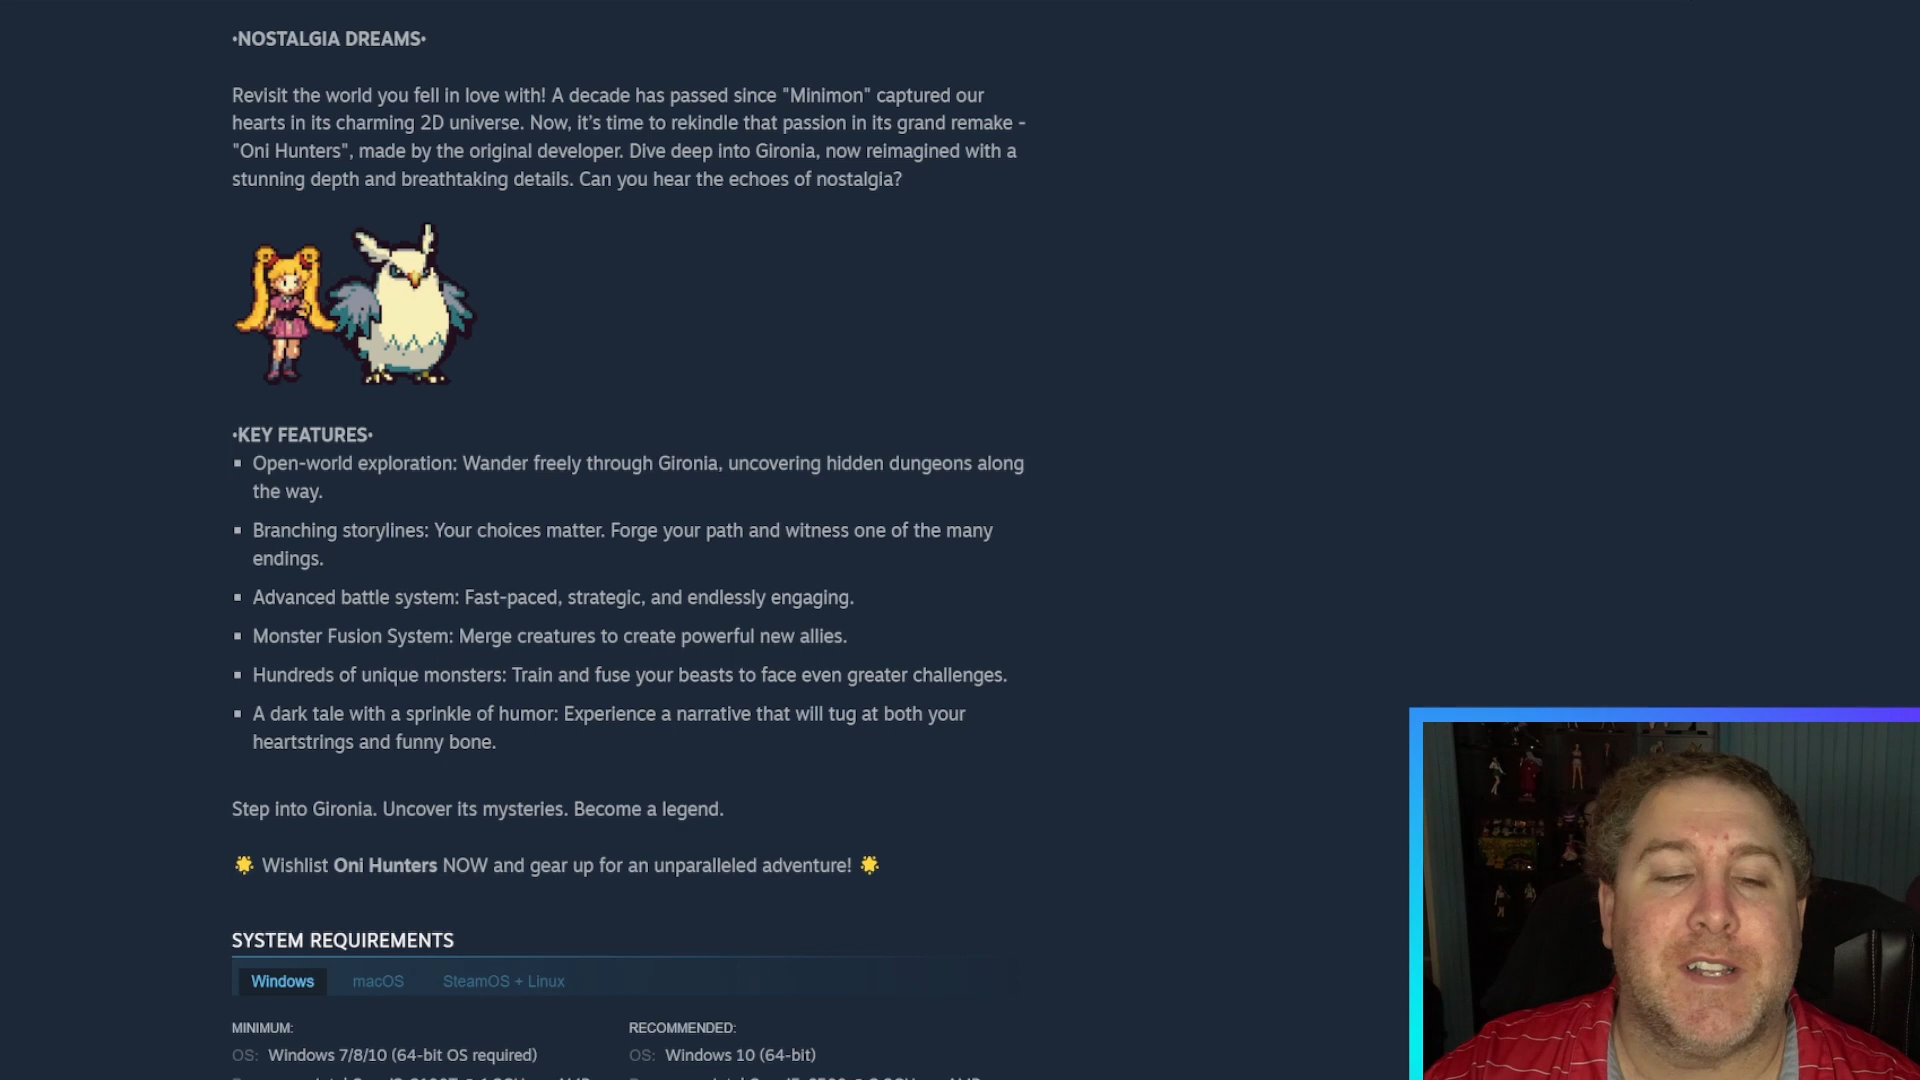 •NOSTALGIA DREAMS•
Revisit the world you fell in love with! A decade has passed since "Minimon" captured our
hearts in its charming 2D universe. Now, it's time to rekindle that passion in its grand remake -
"Oni Hunters", made by the original developer. Dive deep into Gironia, now reimagined with a
stunning depth and breathtaking details. Can you hear the echoes of nostalgia?
•KEY FEATURES•
▪ Open-world exploration: Wander freely through Gironia, uncovering hidden dungeons along
the way.
▪ Branching storylines: Your choices matter. Forge your path and witness one of the many
endings.
▪ Advanced battle system: Fast-paced, strategic, and endlessly engaging.
▪ Monster Fusion System: Merge creatures to create powerful new allies.
▪ Hundreds of unique monsters: Train and fuse your beasts to face even greater challenges.
▪ A dark tale with a sprinkle of humor: Experience a narrative that will tug at both your
heartstrings and funny bone.
Step into Gironia. Uncover its mysteries. Become a legend.
🌟 Wishlist Oni Hunters NOW and gear up for an unparalleled adventure! 🌟
SYSTEM REQUIREMENTS
Windows macOS SteamOS + Linux
MINIMUM: RECOMMENDED:
OS: Windows 7/8/10 (64-bit OS required) OS: Windows 10 (64-bit)